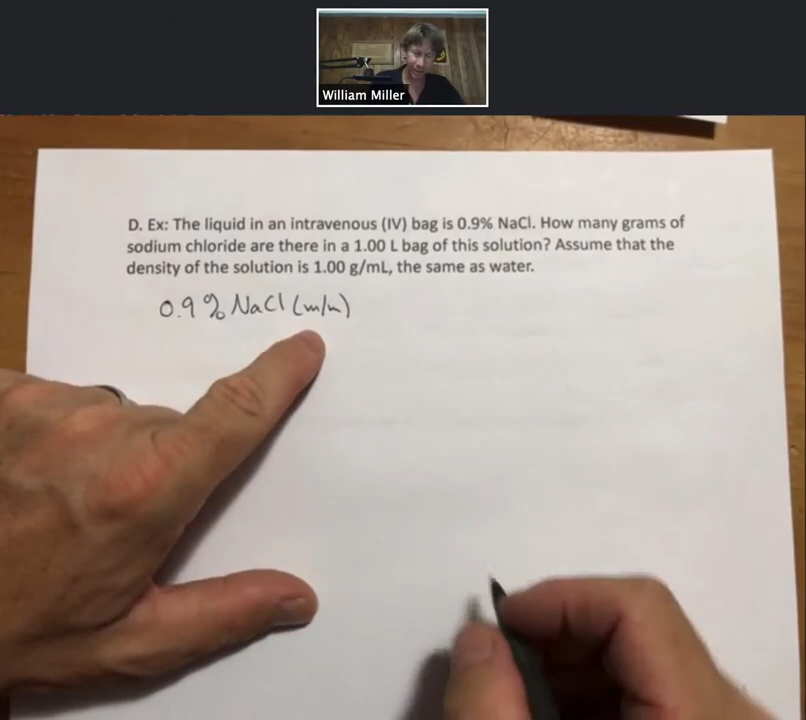 William Miller
D. Ex: The liquid in an intravenous (IV) bag is 0.9% NaCl. How many grams of
sodium chloride are there in a 1.00 L bag of this solution? Assume that the
density of the solution is 1.00 g/mL, the same as water.
0.9% NaCl (m/m)